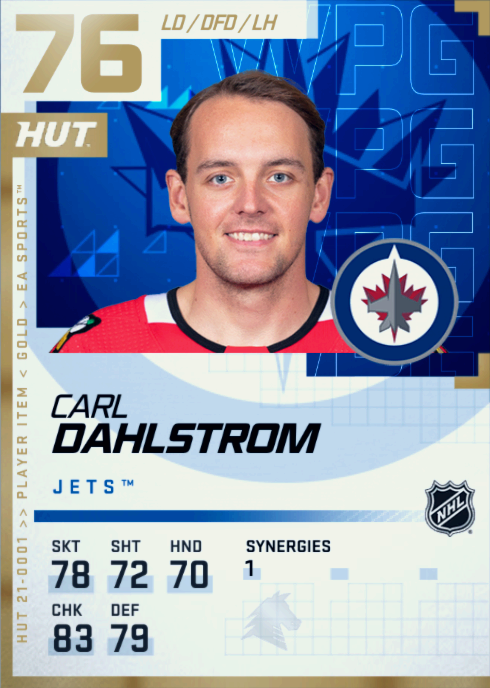 76
LD / DFD / LH
HUT
WPG
WPG
WPG
HUT 21-0001 >> PLAYER ITEM < GOLD > EA SPORTS™
CARL
DAHLSTROM
JETS™
NHL
SKT SHT HND SYNERGIES
78 72 70 1
CHK DEF
83 79